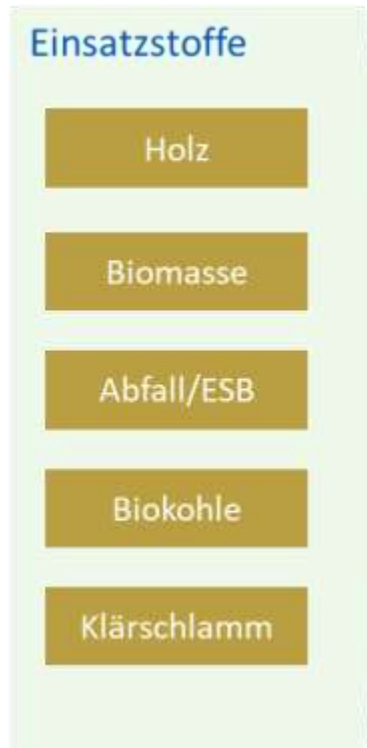 Einsatzstoffe
Holz
Biomasse
Abfall/ESB
Biokohle
Klärschlamm